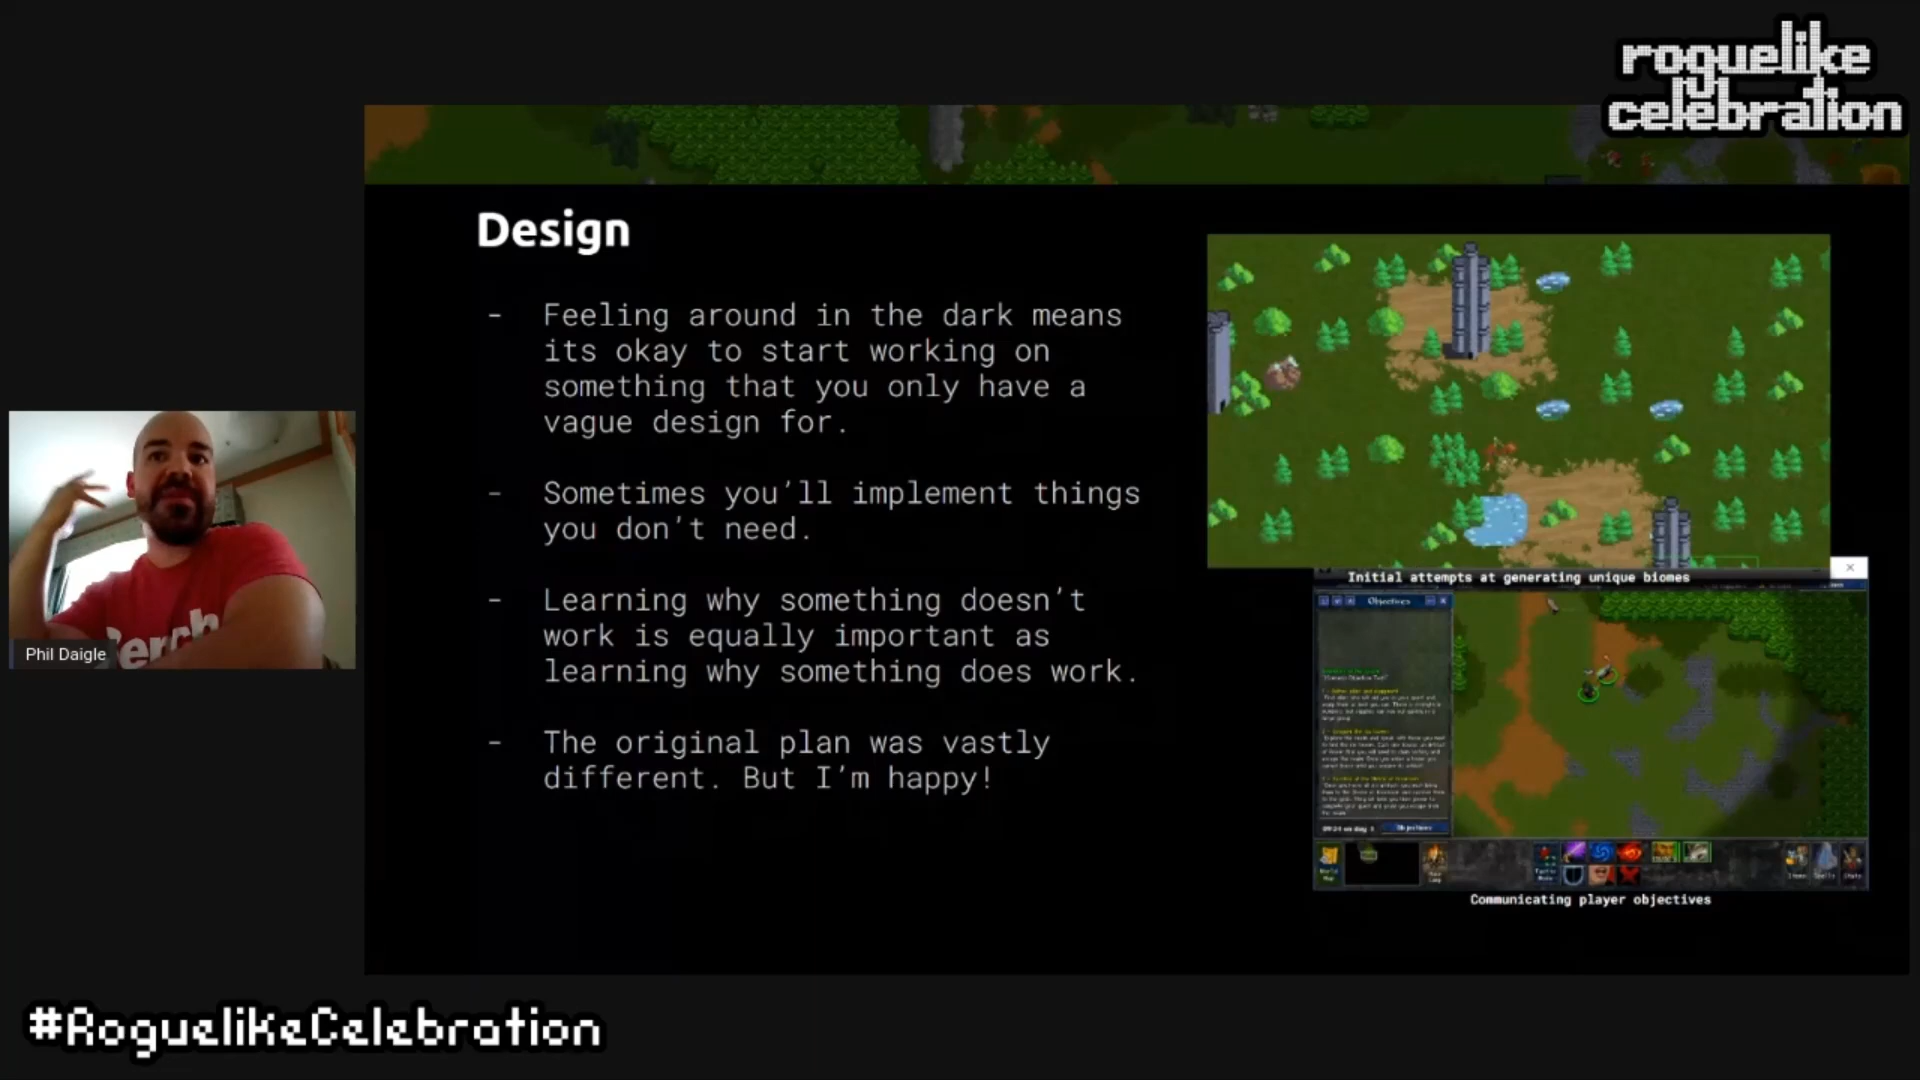 roguelike
celebration
Design
- Feeling around in the dark means
its okay to start working on
something that you only have a
vague design for.
- Sometimes you'll implement things
you don't need.
- Learning why something doesn't
work is equally important as
learning why something does work.
- The original plan was vastly
different. But I'm happy!
Initial attempts at generating unique biomes
Objectives
Objectives
Communicating player objectives
Phil Daigle
#RoguelikeCelebration